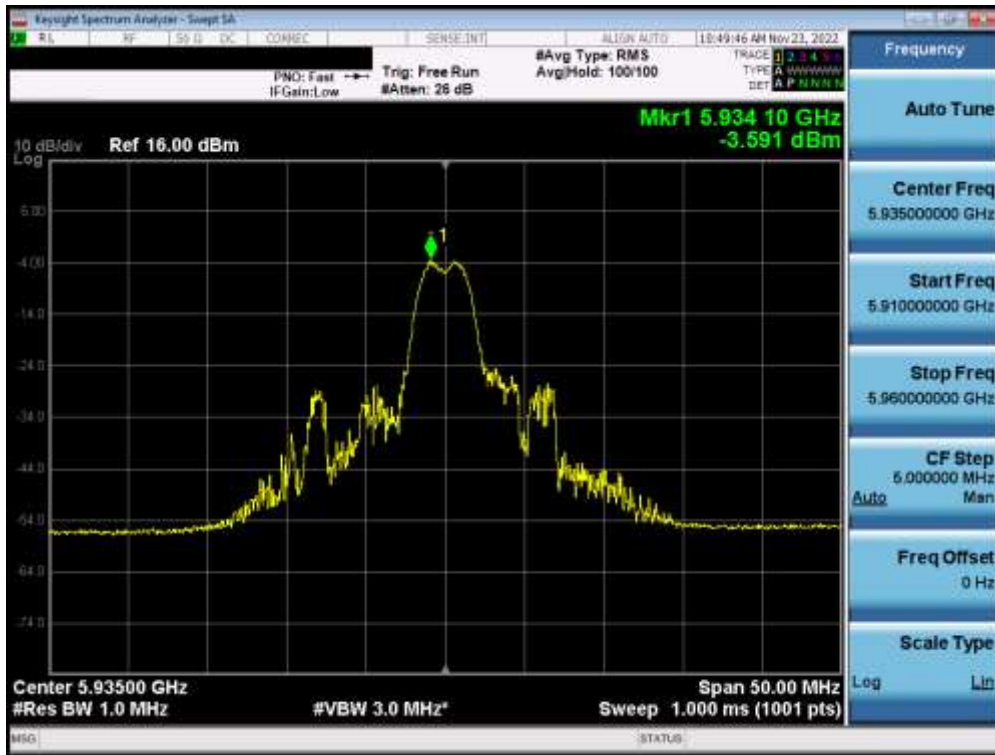 Keysight Spectrum Analyzer - Swept SA
RL RF 50 Ω DC CORREC SENSE:INT ALIGN AUTO 10:49:46 AM Nov 23, 2022
PNO: Fast
IFGain:Low
Trig: Free Run
#Atten: 26 dB
#Avg Type: RMS
Avg|Hold: 100/100
TRACE 1 2 3 4 5 6
TYPE A WWWWW
DET A P N N N N
Mkr1 5.934 10 GHz
-3.591 dBm
10 dB/div Ref 16.00 dBm
Log
1
6.00
-4.00
-14.0
-24.0
-34.0
-44.0
-54.0
-64.0
-74.0
Center 5.93500 GHz Span 50.00 MHz
#Res BW 1.0 MHz #VBW 3.0 MHz* Sweep 1.000 ms (1001 pts)
MSG STATUS
Frequency
Auto Tune
Center Freq
5.935000000 GHz
Start Freq
5.910000000 GHz
Stop Freq
5.960000000 GHz
CF Step
5.000000 MHz
Auto Man
Freq Offset
0 Hz
Scale Type
Log Lin